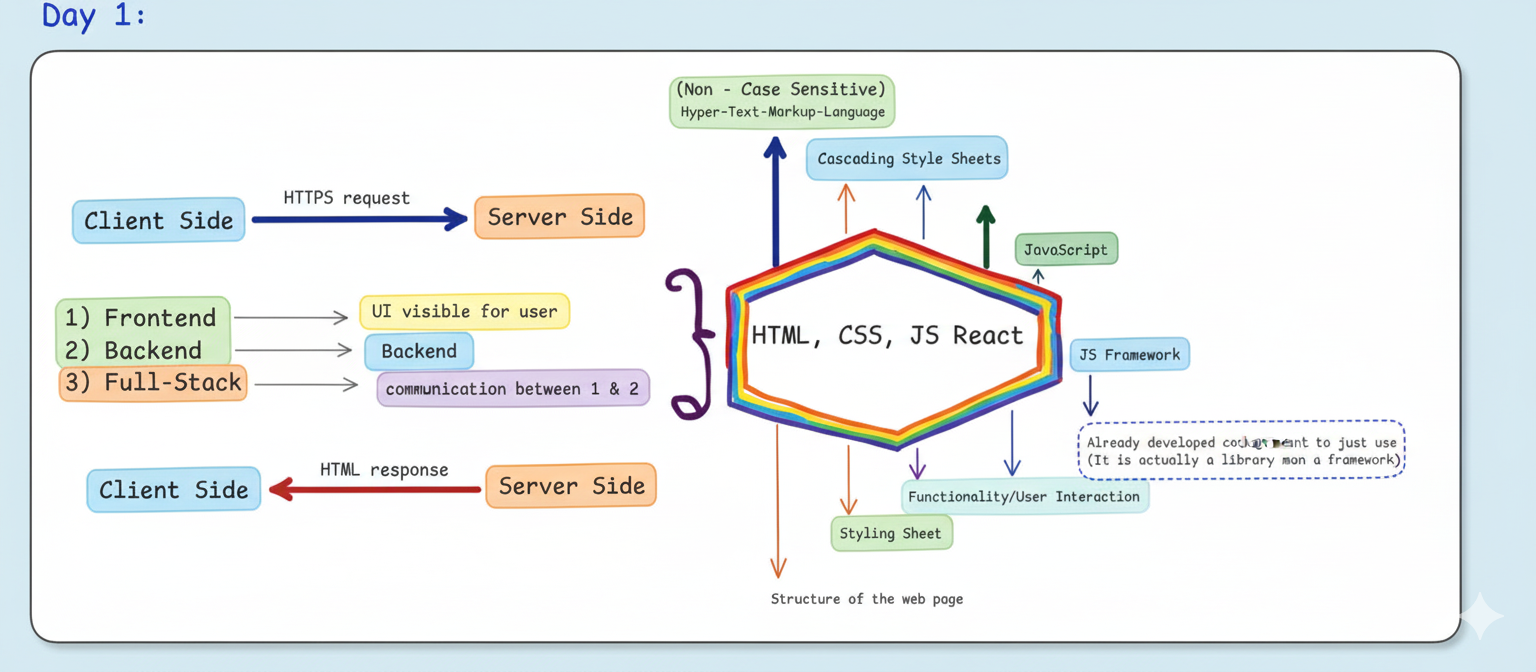 Day 1:
(Non - Case Sensitive)
Hyper-Text-Markup-Language
Cascading Style Sheets
JavaScript
HTTPS request
Client Side
Server Side
1) Frontend
UI visible for user
2) Backend
Backend
3) Full-Stack
communication between 1 & 2
HTML response
Client Side
Server Side
HTML, CSS, JS React
JS Framework
Already developed to just use
(It is actually a library mon a framework)
Functionality/User Interaction
Styling Sheet
Structure of the web page